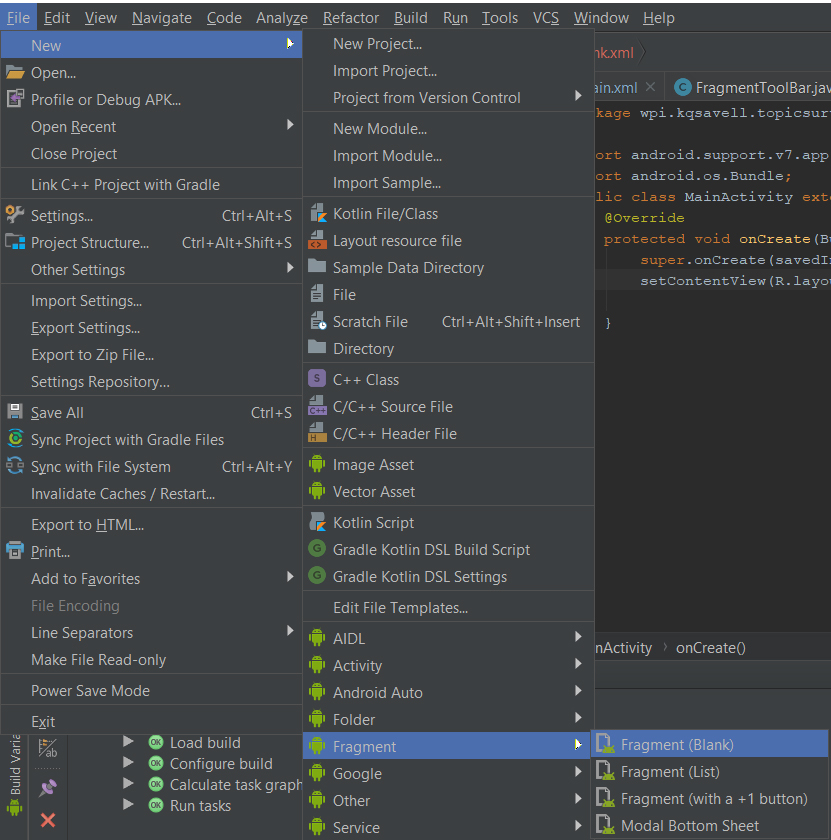 File Edit View Navigate Code Analyze Refactor Build Run Tools VCS Window Help
New
Open...
Profile or Debug APK...
Open Recent
Close Project
Link C++ Project with Gradle
Settings... Ctrl+Alt+S
Project Structure... Ctrl+Alt+Shift+S
Other Settings
Import Settings...
Export Settings...
Export to Zip File...
Settings Repository...
Save All Ctrl+S
Sync Project with Gradle Files
Sync with File System Ctrl+Alt+Y
Invalidate Caches / Restart...
Export to HTML...
Print...
Add to Favorites
File Encoding
Line Separators
Make File Read-only
Power Save Mode
Exit
New Project...
Import Project...
Project from Version Control
New Module...
Import Module...
Import Sample...
Kotlin File/Class
Layout resource file
Sample Data Directory
File
Scratch File Ctrl+Alt+Shift+Insert
Directory
S C++ Class
C++ C/C++ Source File
H C/C++ Header File
Image Asset
Vector Asset
Kotlin Script
G Gradle Kotlin DSL Build Script
G Gradle Kotlin DSL Settings
Edit File Templates...
AIDL
Activity
Android Auto
Folder
Fragment
Google
Other
Service
Fragment (Blank)
Fragment (List)
Fragment (with a +1 button)
Modal Bottom Sheet
nk.xml
ain.xml C FragmentToolBar.jav
kage wpi.kqsavell.topicsur
ort android.support.v7.app
ort android.os.Bundle;
lic class MainActivity exte
@Override
protected void onCreate(Bu
super.onCreate(savedIn
setContentView(R.layou
}
nActivity onCreate()
Build Varia
ab
OK Load build
OK Configure build
OK Calculate task graph
OK Run tasks